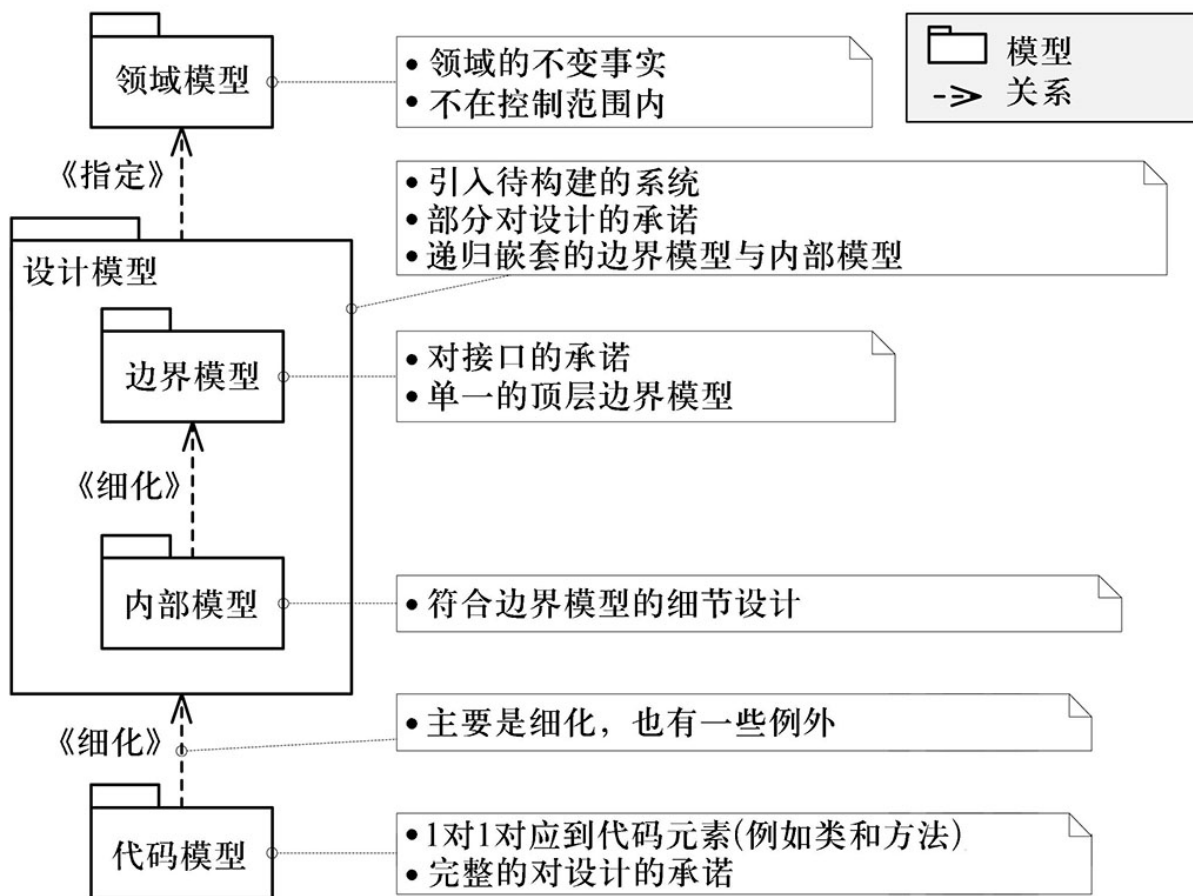 领域模型
• 领域的不变事实
• 不在控制范围内
模型
关系
《指定》
• 引入待构建的系统
• 部分对设计的承诺
• 递归嵌套的边界模型与内部模型
设计模型
边界模型
• 对接口的承诺
• 单一的顶层边界模型
《细化》
内部模型
• 符合边界模型的细节设计
《细化》
• 主要是细化，也有一些例外
代码模型
• 1对1对应到代码元素(例如类和方法)
• 完整的对设计的承诺